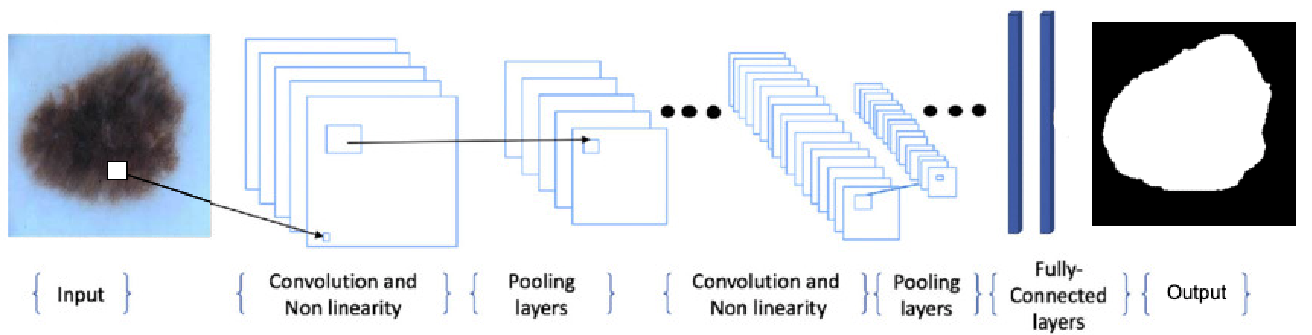 Input
Convolution and
Non linearity
Pooling
layers
Convolution and
Non linearity
Pooling
layers
Fully-
Connected
layers
Output